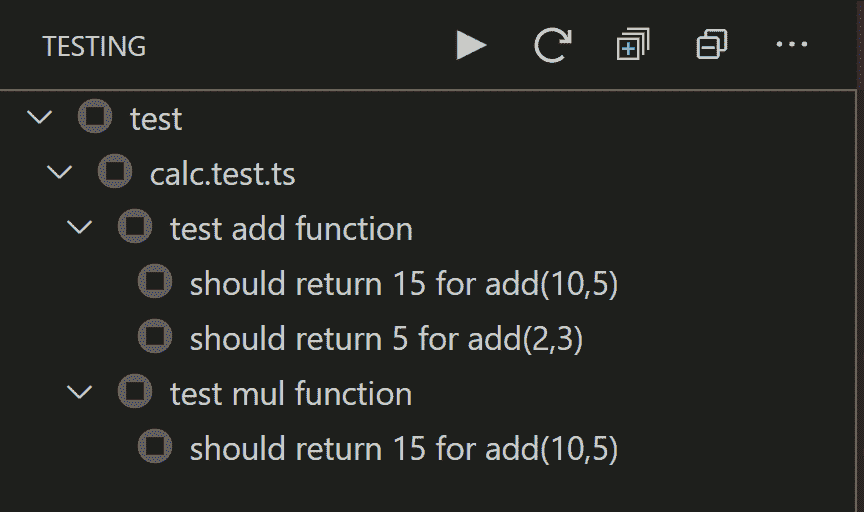 TESTING
test
calc.test.ts
test add function
should return 15 for add(10,5)
should return 5 for add(2,3)
test mul function
should return 15 for add(10,5)